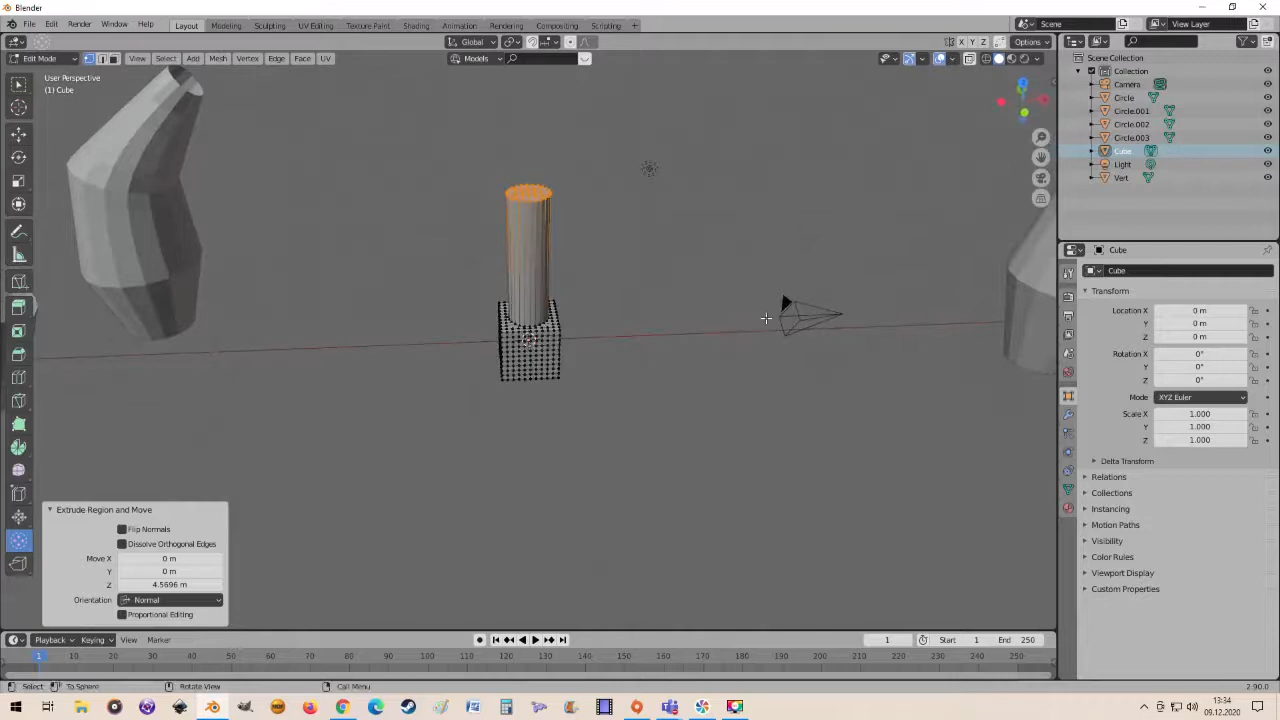 Blender
File Edit Render Window Help Layout Modeling Sculpting UV Editing Texture Paint Shading Animation Rendering Compositing Scripting + Scene View Layer
Global X Y Z Options
Edit Mode View Select Add Mesh Vertex Edge Face UV Models
User Perspective
(1) Cube
Scene Collection
Collection
Camera
Circle
Circle.001
Circle.002
Circle.003
Cube
Light
Vert
Cube
Cube
Transform
Location X 0 m
Y 0 m
Z 0 m
Rotation X 0°
Y 0°
Z 0°
Mode XYZ Euler
Scale X 1.000
Y 1.000
Z 1.000
Delta Transform
Relations
Collections
Instancing
Motion Paths
Visibility
Color Rules
Viewport Display
Custom Properties
Extrude Region and Move
Flip Normals
Dissolve Orthogonal Edges
Move X 0 m
Y 0 m
Z 4.5696 m
Orientation Normal
Proportional Editing
Playback Keying View Marker 1 Start 1 End 250
1 10 20 30 40 50 60 70 80 90 100 110 120 130 140 150 160 170 180 190 200 210 220 230 240 250
Select To Sphere Rotate View Call Menu 2.90.0
13:34
09.12.2020